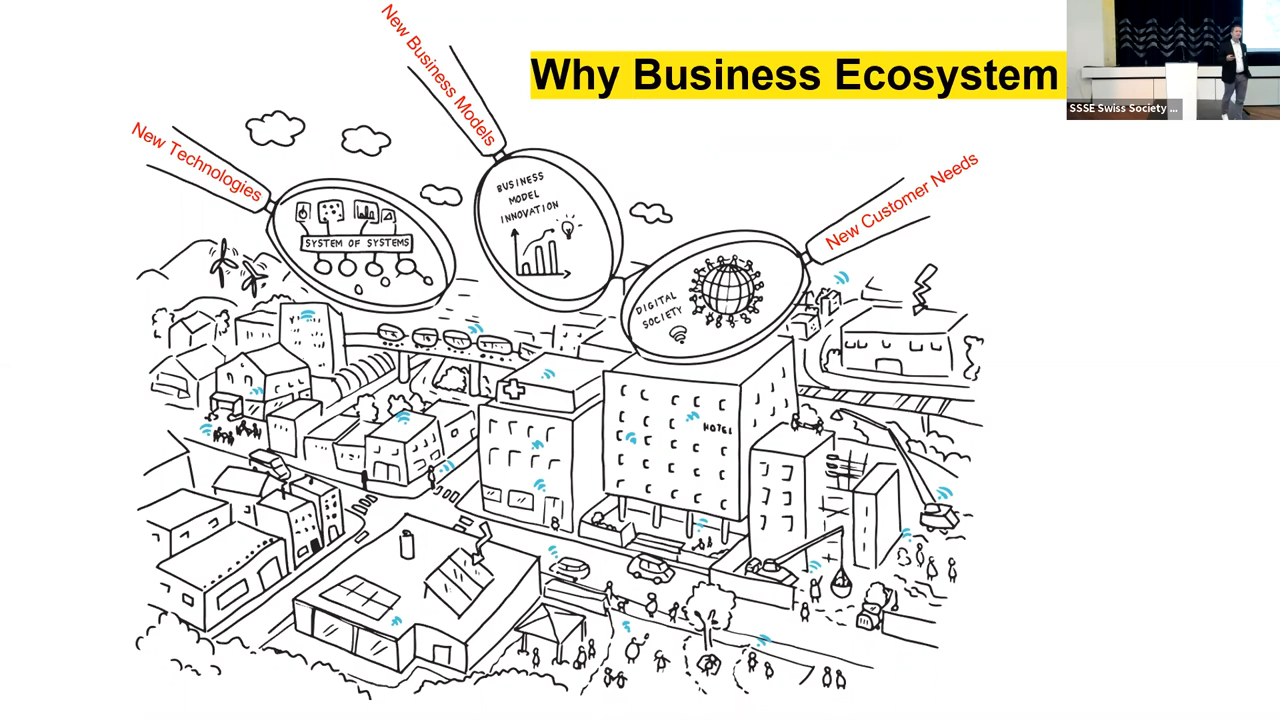 Why Business Ecosystem
SSSE Swiss Society ...
New Business Models
New Technologies
New Customer Needs
BUSINESS
MODEL
INNOVATION
SYSTEM OF SYSTEMS
DIGITAL
SOCIETY
HOTEL